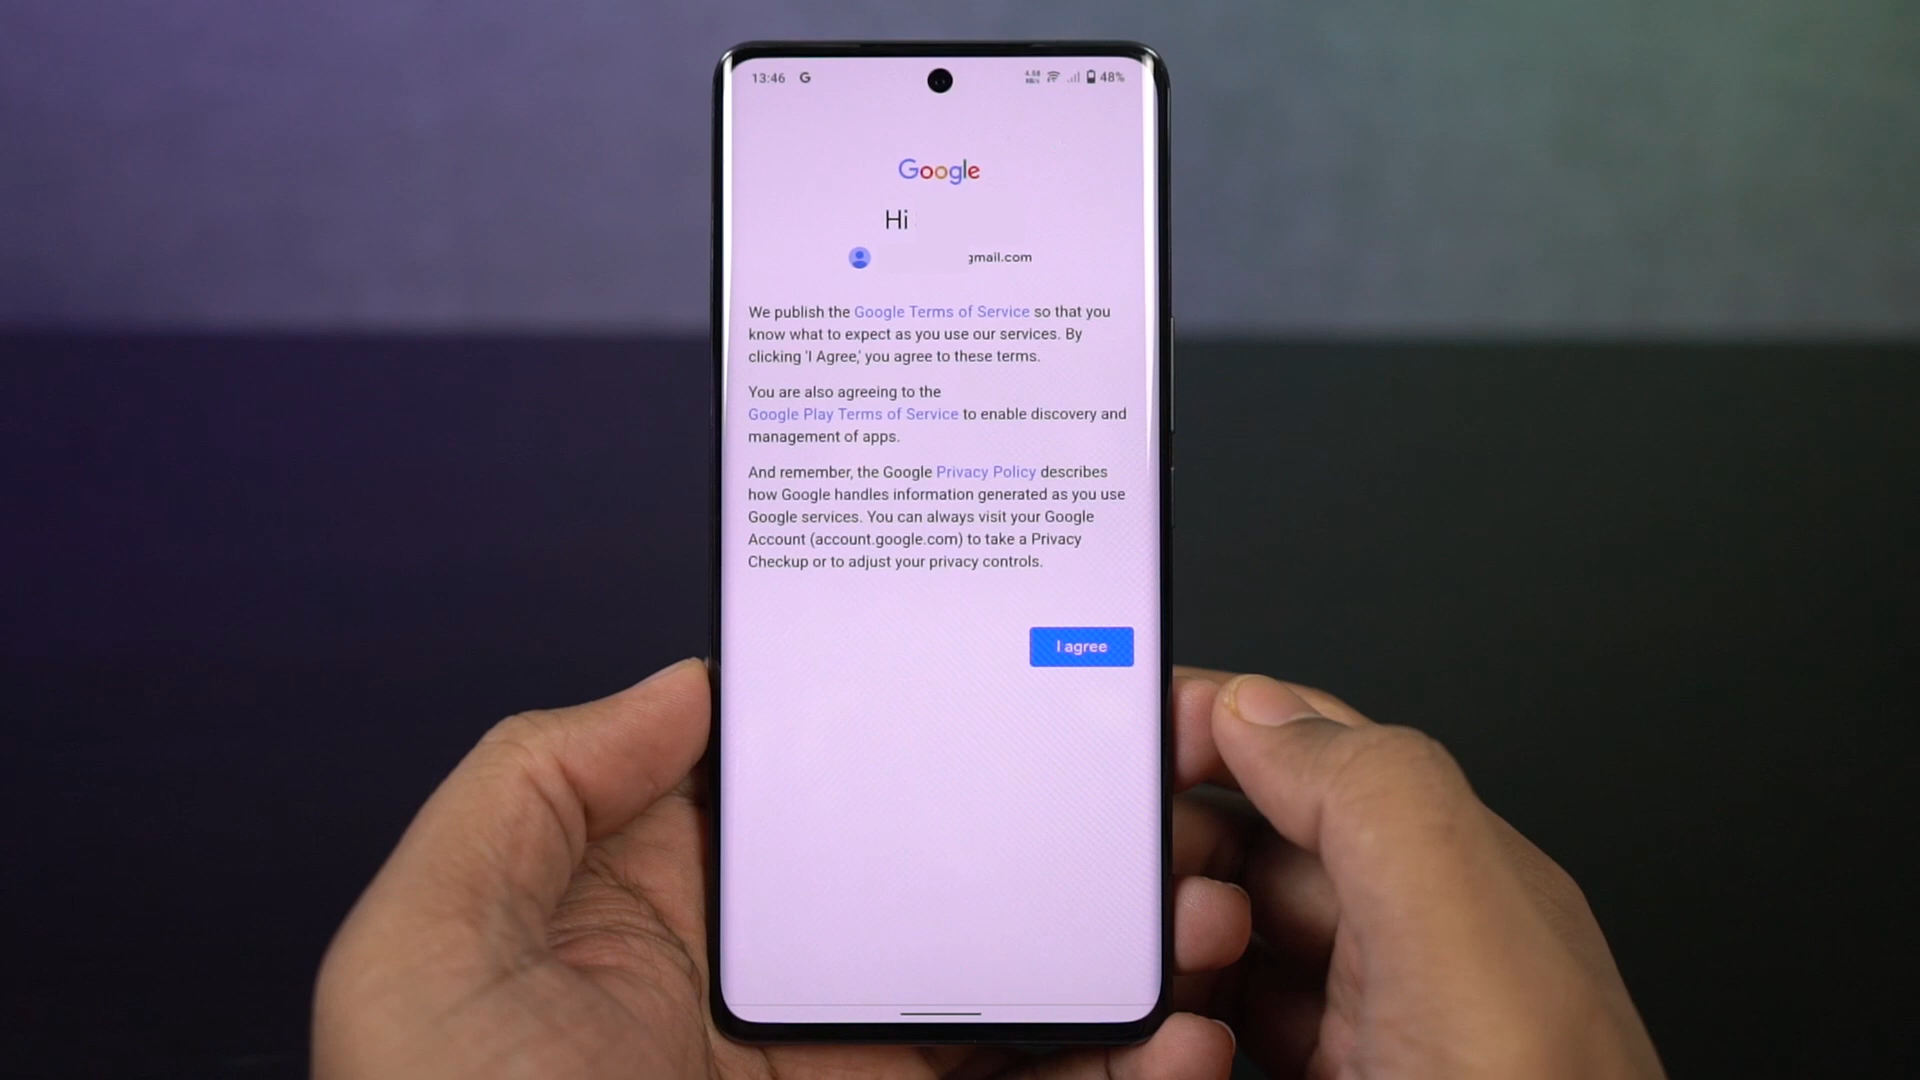 13:46 G 4.58 KB/s 48%
Google
Hi
gmail.com
We publish the Google Terms of Service so that you
know what to expect as you use our services. By
clicking 'I Agree,' you agree to these terms.
You are also agreeing to the
Google Play Terms of Service to enable discovery and
management of apps.
And remember, the Google Privacy Policy describes
how Google handles information generated as you use
Google services. You can always visit your Google
Account (account.google.com) to take a Privacy
Checkup or to adjust your privacy controls.
I agree